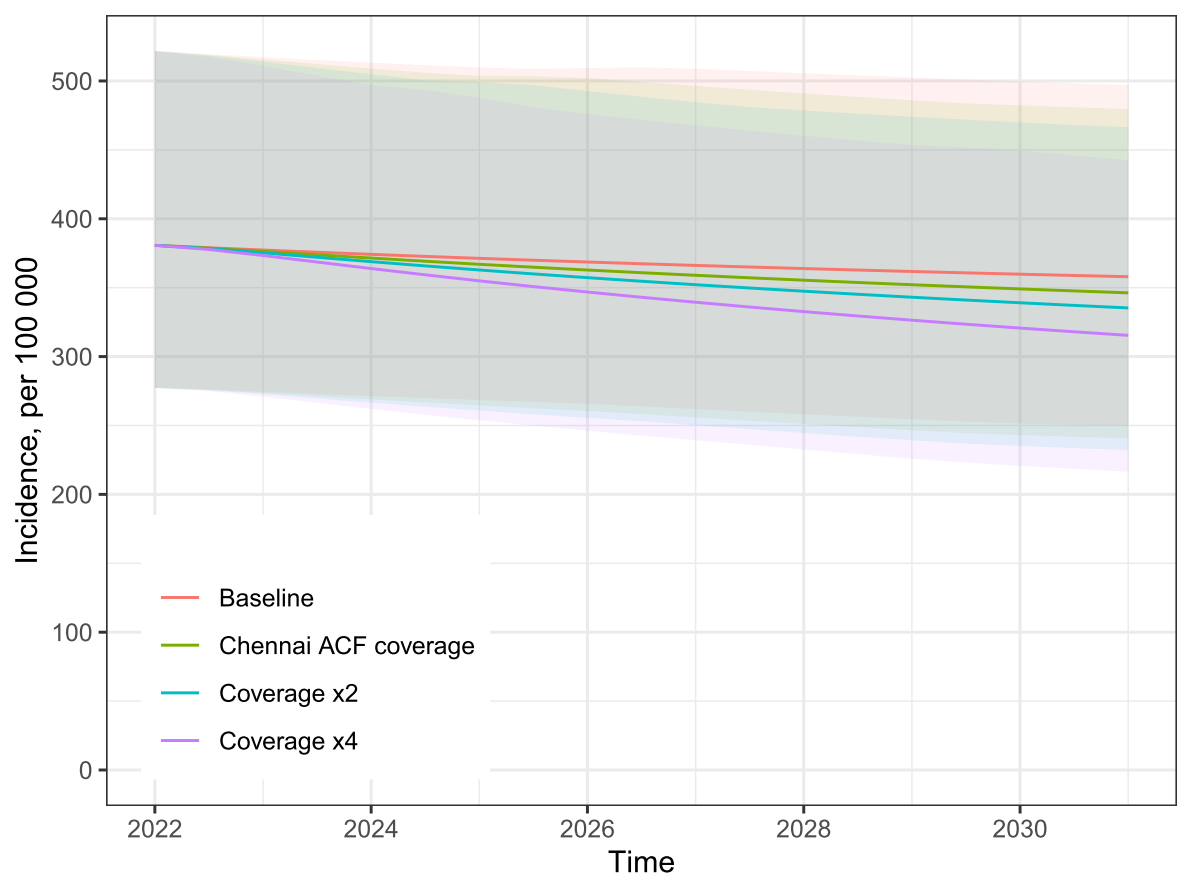 Incidence, per 100 000
500
400
300
200
100
0
Baseline
Chennai ACF coverage
Coverage x2
Coverage x4
2022 2024 2026 2028 2030
Time